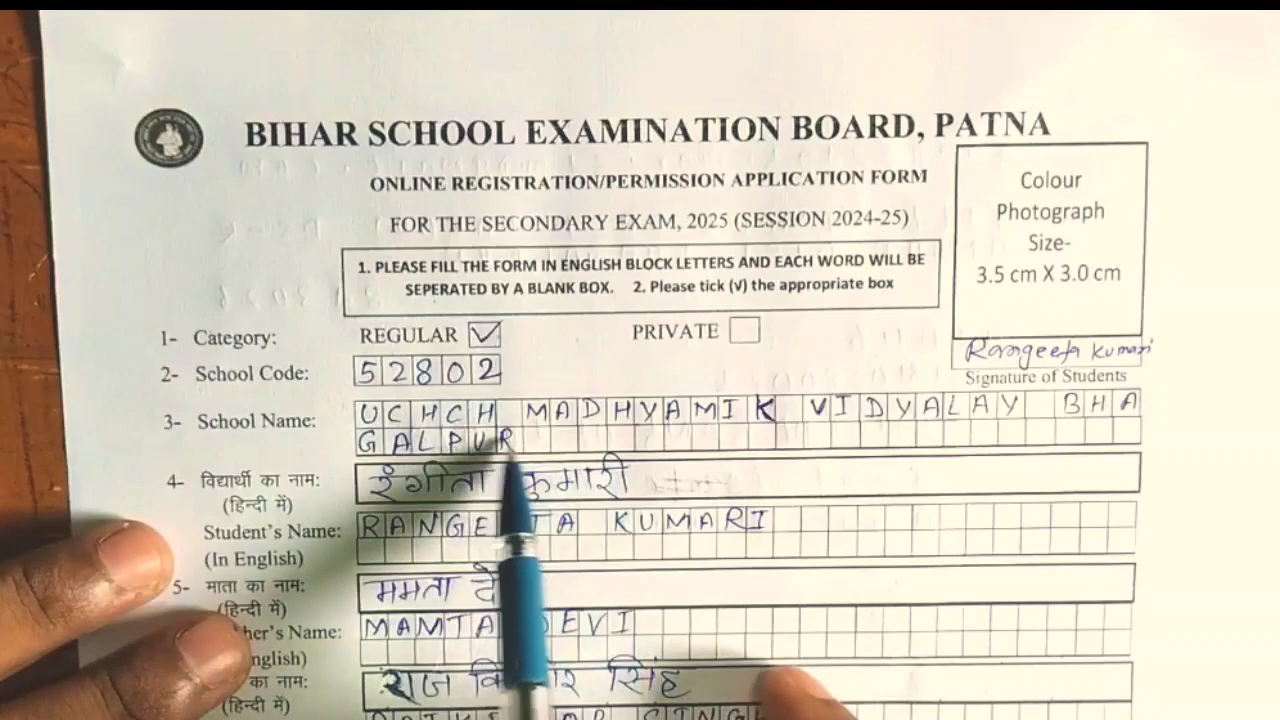 BIHAR SCHOOL EXAMINATION BOARD, PATNA
ONLINE REGISTRATION/PERMISSION APPLICATION FORM
FOR THE SECONDARY EXAM, 2025 (SESSION 2024-25)
1. PLEASE FILL THE FORM IN ENGLISH BLOCK LETTERS AND EACH WORD WILL BE
SEPERATED BY A BLANK BOX. 2. Please tick (√) the appropriate box
Colour
Photograph
Size-
3.5 cm X 3.0 cm
Rangeeta Kumari
Signature of Students
1- Category: REGULAR PRIVATE
2- School Code: 52802
3- School Name: UCHCH MADHYAMIK VIDYALAY BHA
GALPUR
4- विद्यार्थी का नाम: रंगीता कुमारी
(हिन्दी में)
Student's Name: RANGE TA KUMARI
(In English)
5- माता का नाम: ममता
(हिन्दी में)
Name: MAMTA DEVI
का नाम: राज सिंह
(हिन्दी में)